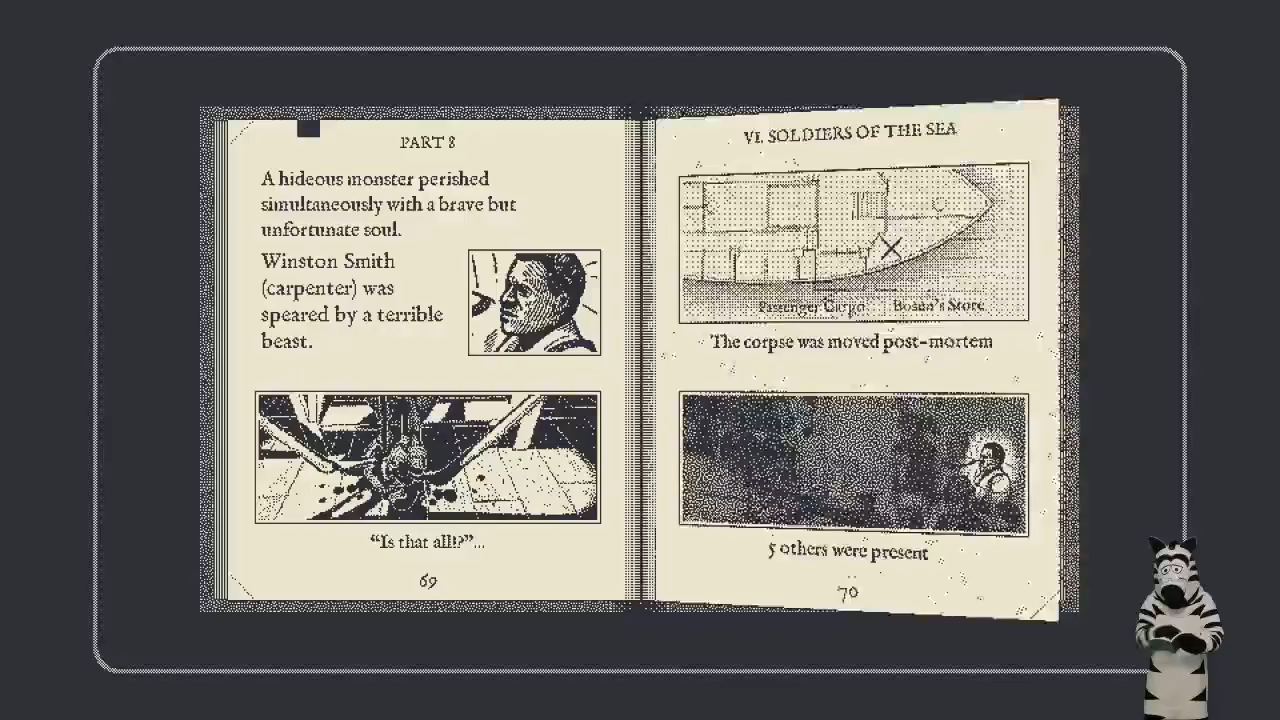 PART 8
A hideous monster perished
simultaneously with a brave but
unfortunate soul.
Winston Smith
(carpenter) was
speared by a terrible
beast.
“Is that all!?”...
69
VI. SOLDIERS OF THE SEA
Passenger Cargo
Bosun's Store
The corpse was moved post-mortem
5 others were present
70